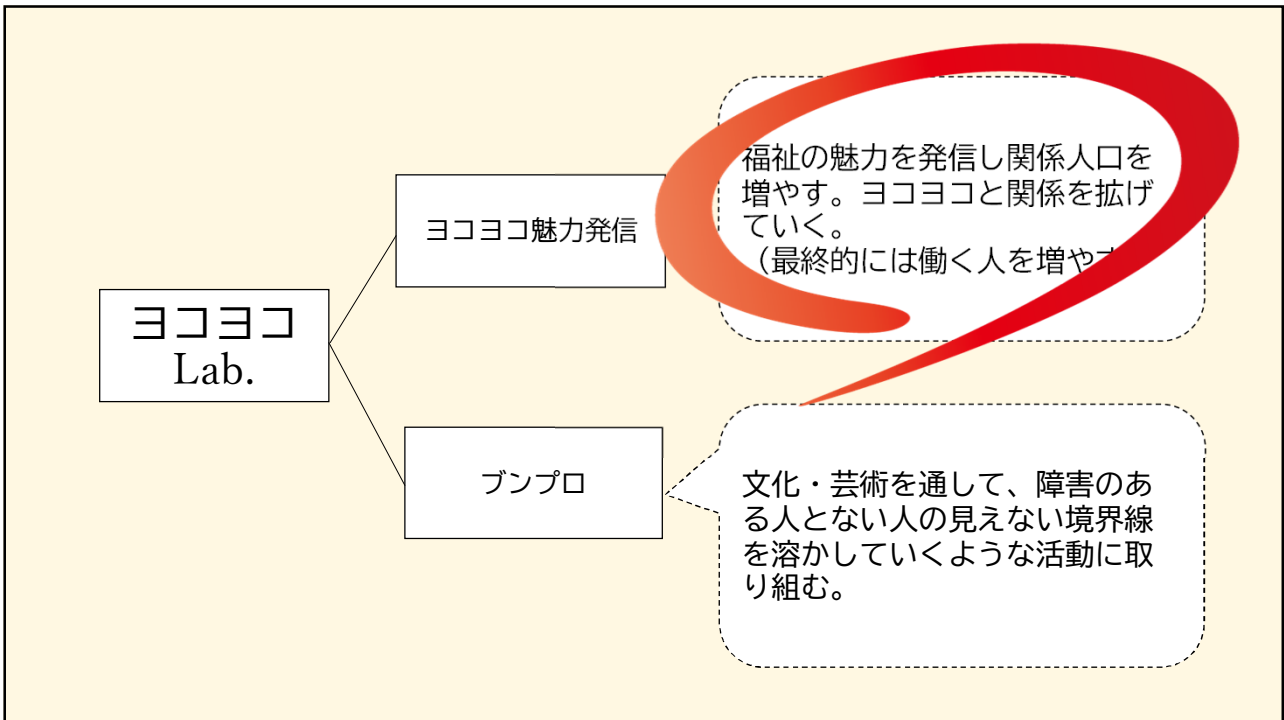 ヨコヨコ
Lab.
ヨコヨコ魅力発信
福祉の魅力を発信し関係人口を
増やす。ヨコヨコと関係を拡げ
ていく。
（最終的には働く人を増やす
ブンプロ
文化・芸術を通して、障害のあ
る人とない人の見えない境界線
を溶かしていくような活動に取
り組む。